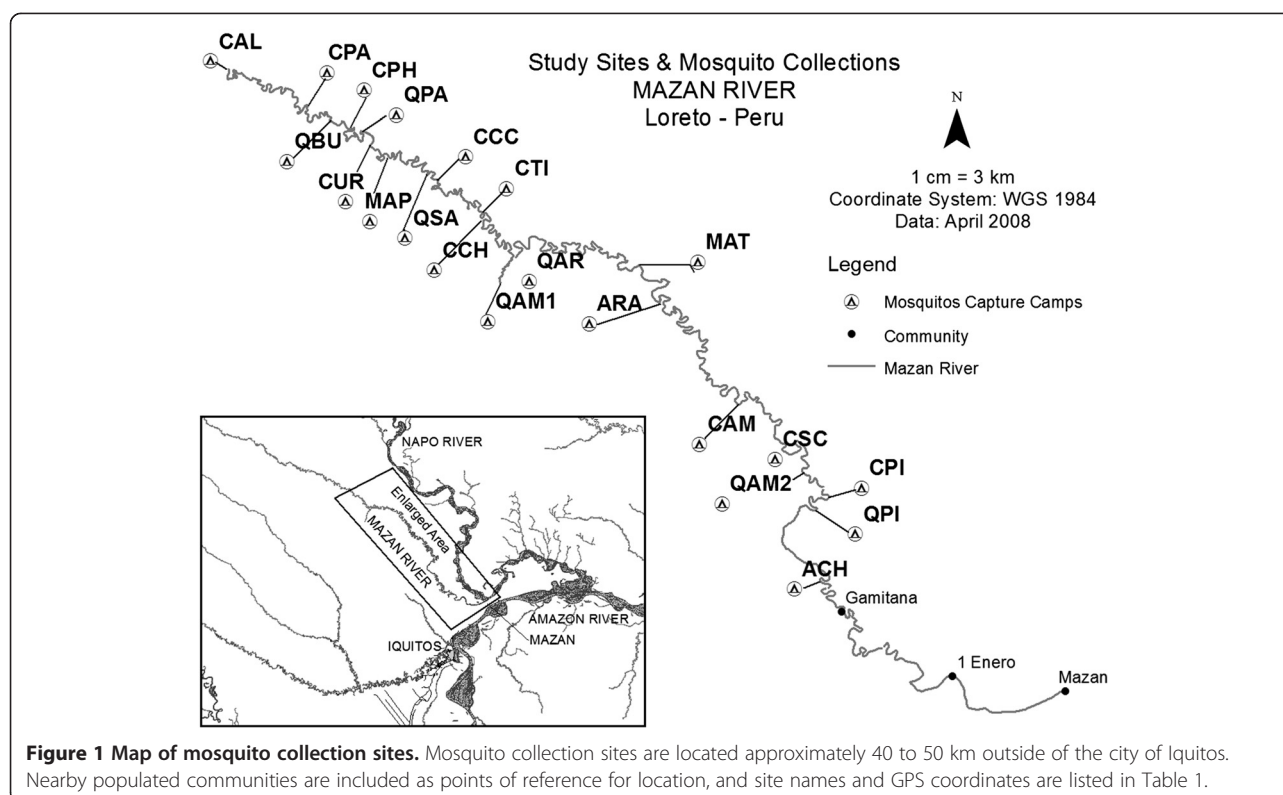 CAL
CPA
CPH
QPA
QBU
CUR
MAP
QSA
CCC
CTI
CCH
QAR
QAM1
MAT
ARA
CAM
CSC
QAM2
CPI
QPI
ACH
Gamitana
1 Enero
Mazan
Study Sites & Mosquito Collections
MAZAN RIVER
Loreto - Peru
N
1 cm = 3 km
Coordinate System: WGS 1984
Data: April 2008
Legend
Mosquitos Capture Camps
Community
Mazan River
NAPO RIVER
Enlarged Area
MAZAN RIVER
AMAZON RIVER
MAZAN
IQUITOS
Figure 1 Map of mosquito collection sites. Mosquito collection sites are located approximately 40 to 50 km outside of the city of Iquitos.
Nearby populated communities are included as points of reference for location, and site names and GPS coordinates are listed in Table 1.